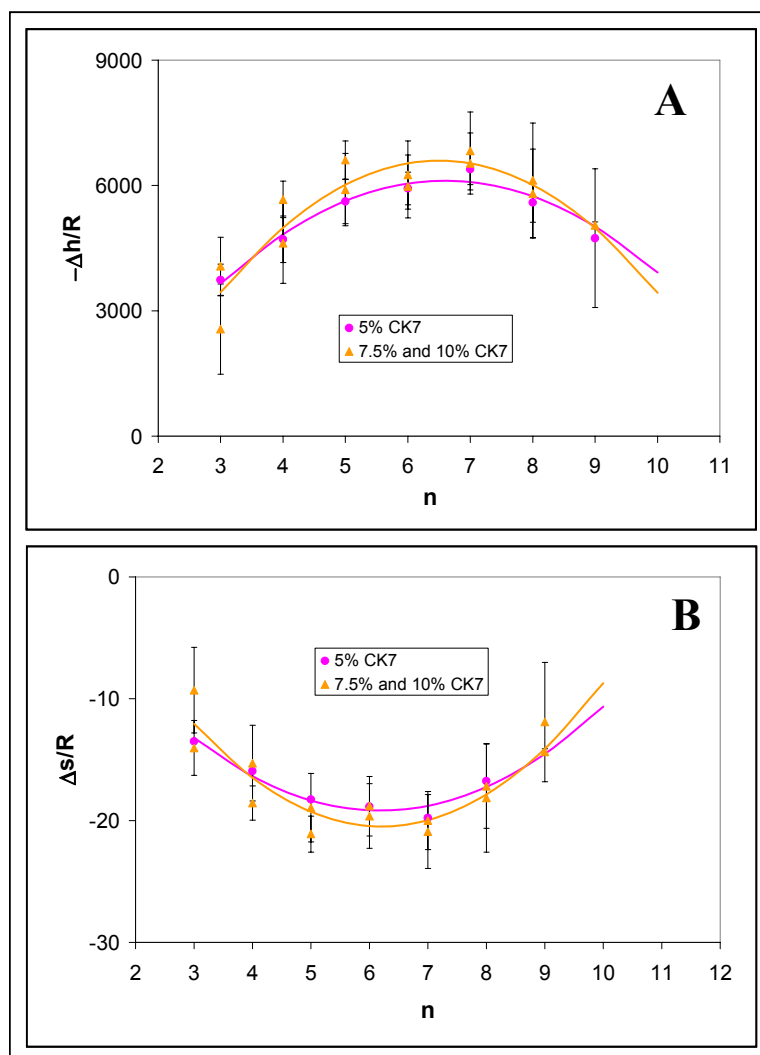 9000
A
6000
−Δh/R
3000
5% CK7
7.5% and 10% CK7
0
2 3 4 5 6 7 8 9 10 11
n
0
B
5% CK7
7.5% and 10% CK7
-10
Δs/R
-20
-30
2 3 4 5 6 7 8 9 10 11 12
n